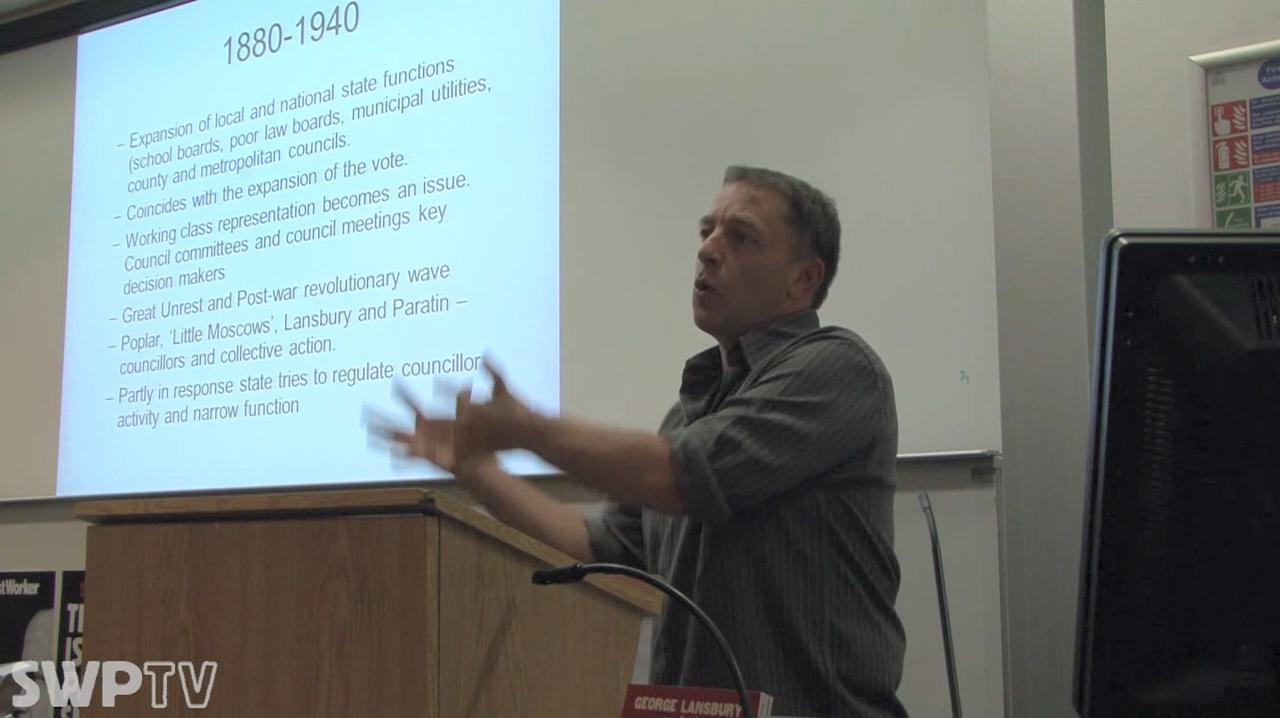 1880-1940
– Expansion of local and national state functions
(school boards, poor law boards, municipal utilities,
county and metropolitan councils.
– Coincides with the expansion of the vote.
– Working class representation becomes an issue.
Council committees and council meetings key
decision makers
– Great Unrest and Post-war revolutionary wave
– Poplar, ‘Little Moscows’, Lansbury and Paratin –
councillors and collective action.
– Partly in response state tries to regulate councillor
activity and narrow function
SWPTV
GEORGE LANSBURY